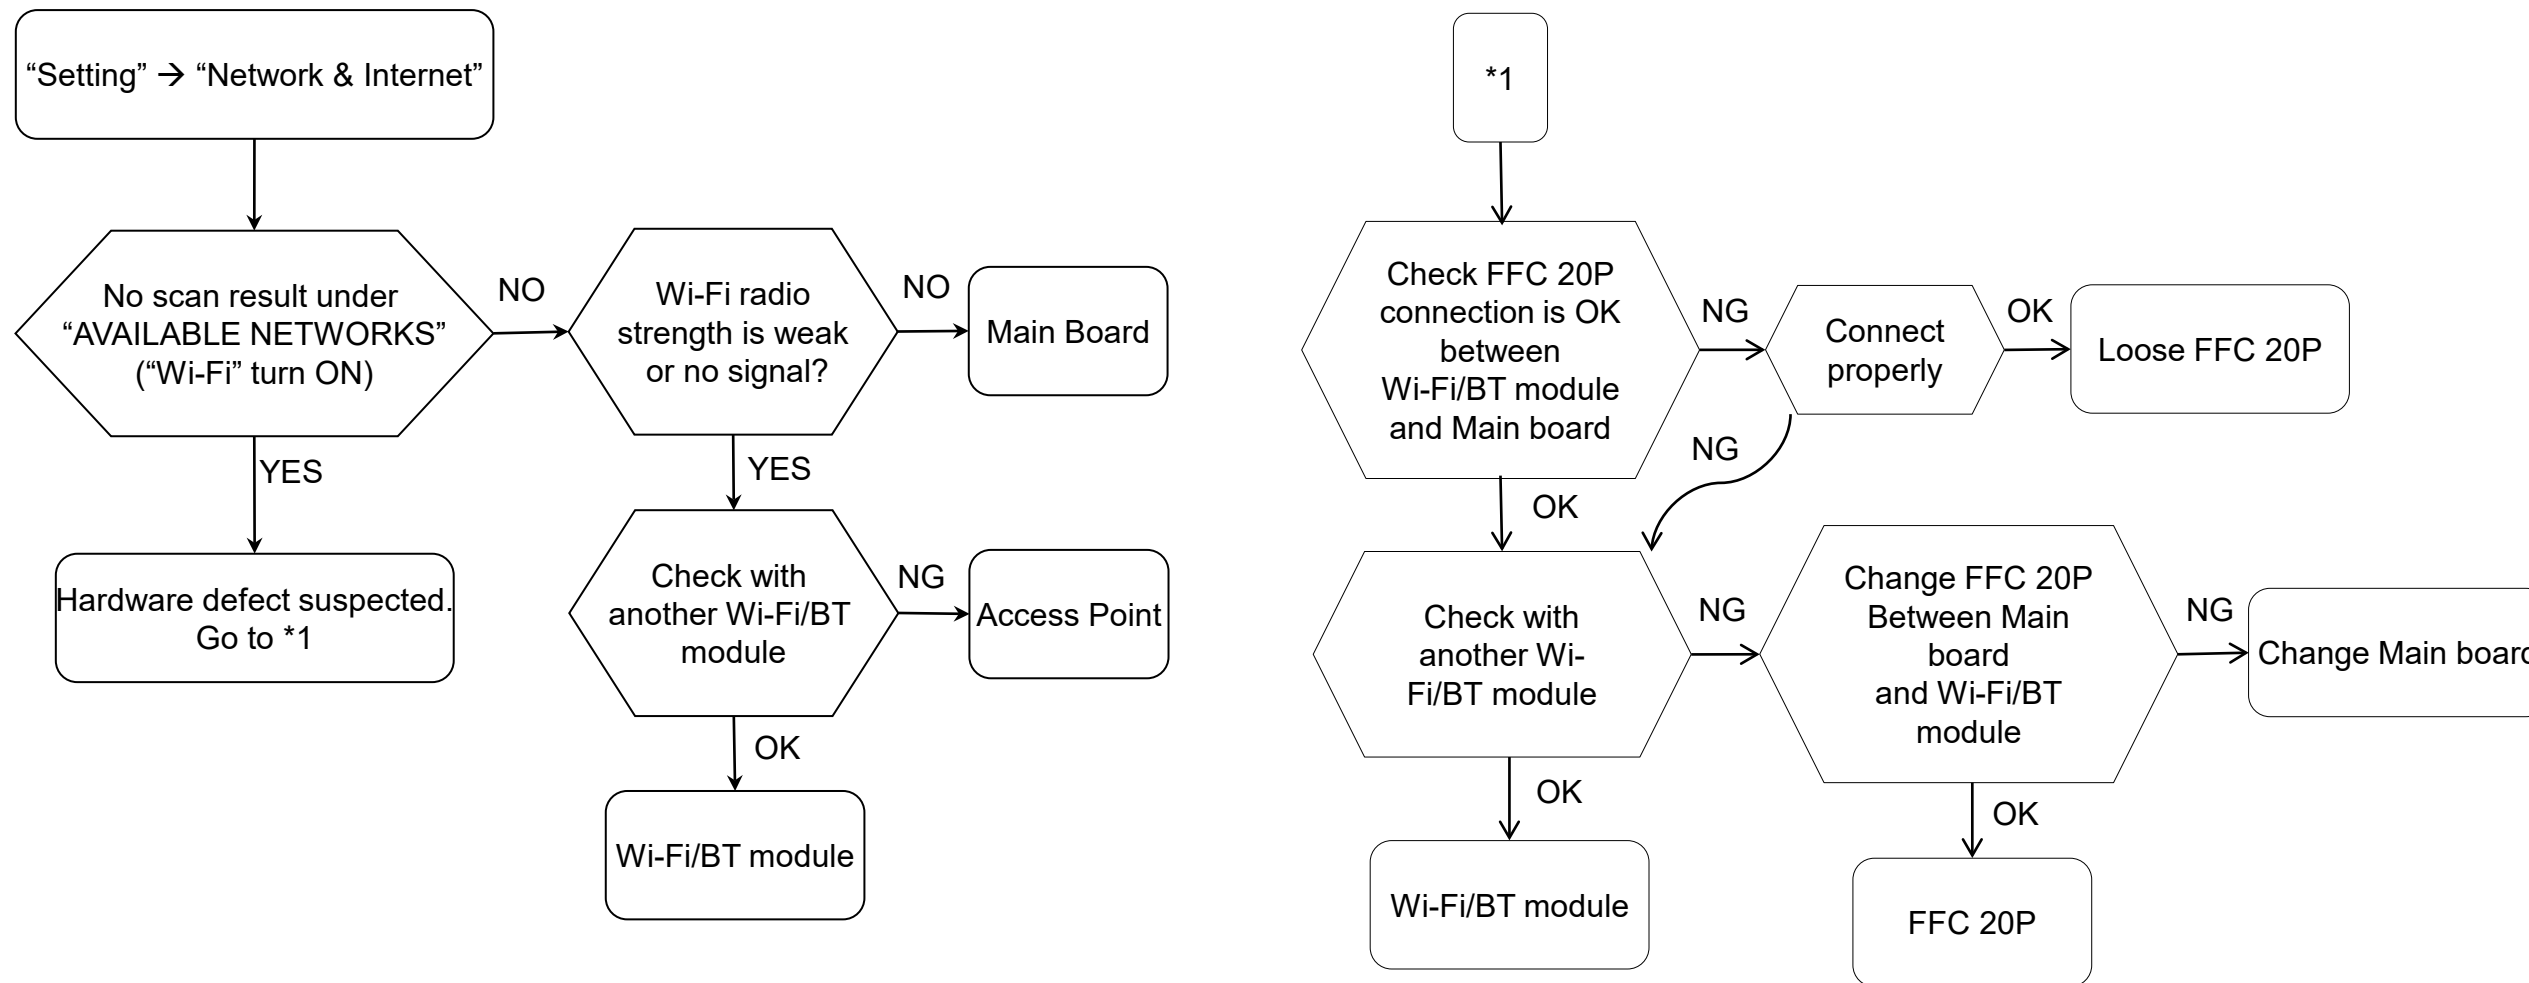 “Setting” → “Network & Internet”
No scan result under
“AVAILABLE NETWORKS”
(“Wi-Fi” turn ON)
NO
Wi-Fi radio
strength is weak
or no signal?
NO
Main Board
YES
Hardware defect suspected.
Go to *1
YES
Check with
another Wi-Fi/BT
module
NG
Access Point
OK
Wi-Fi/BT module
*1
Check FFC 20P
connection is OK
between
Wi-Fi/BT module
and Main board
NG
Connect
properly
OK
Loose FFC 20P
NG
OK
Check with
another Wi-
Fi/BT module
NG
Change FFC 20P
Between Main
board
and Wi-Fi/BT
module
NG
Change Main board
OK
Wi-Fi/BT module
OK
FFC 20P